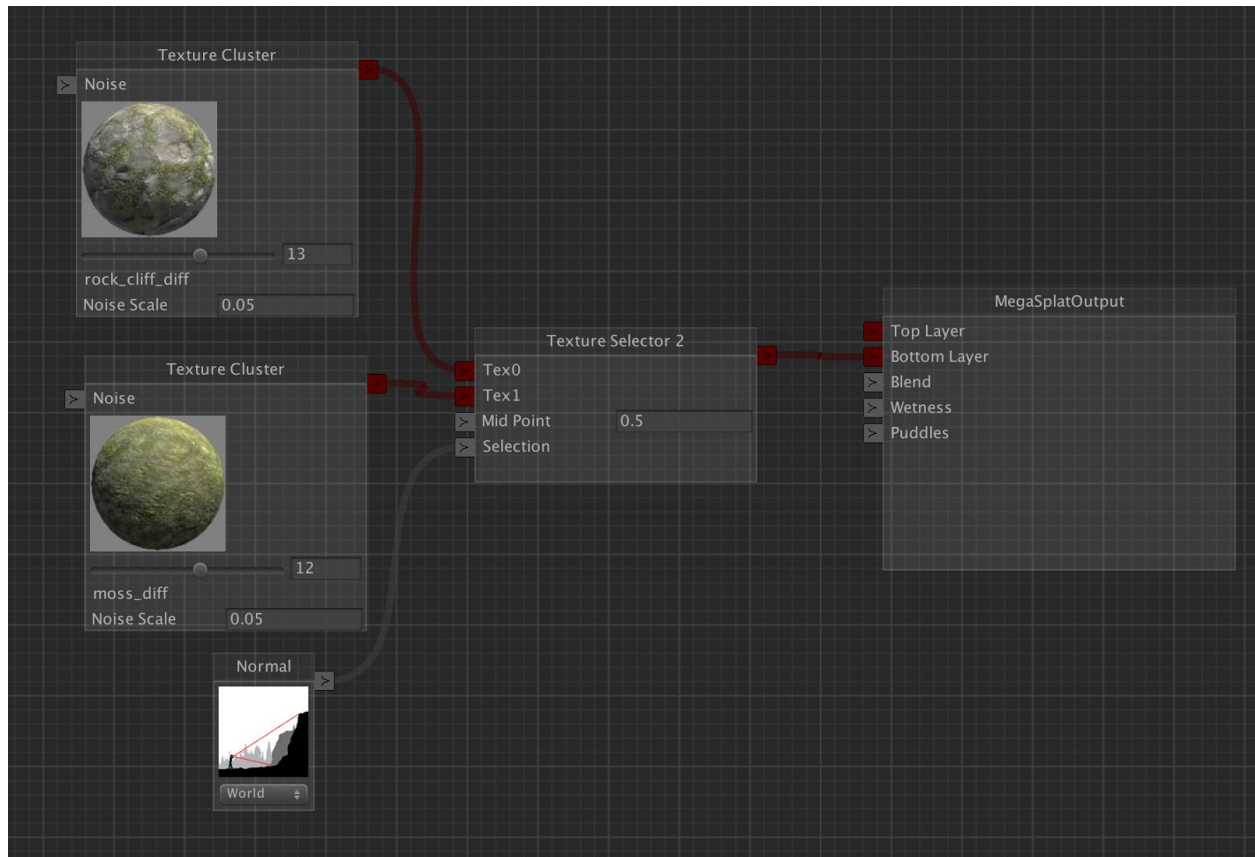 Texture Cluster
Noise
13
rock_cliff_diff
Noise Scale 0.05
Texture Cluster
Noise
12
moss_diff
Noise Scale 0.05
Normal
World
Texture Selector 2
Tex0
Tex1
Mid Point 0.5
Selection
MegaSplatOutput
Top Layer
Bottom Layer
Blend
Wetness
Puddles